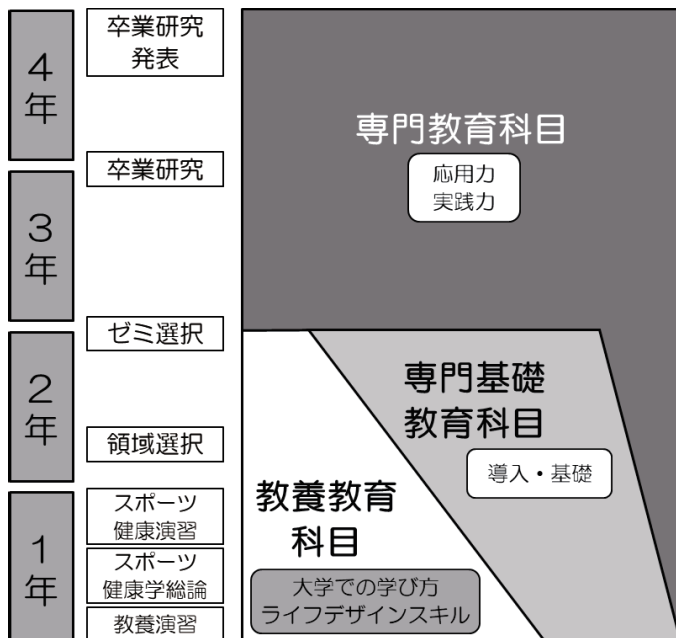 4
年
3
年
2
年
1
年
卒業研究
発表
卒業研究
ゼミ選択
領域選択
スポーツ
健康演習
スポーツ
健康学総論
教養演習
専門教育科目
応用力
実践力
専門基礎
教育科目
導入・基礎
教養教育
科目
大学での学び方
ライフデザインスキル